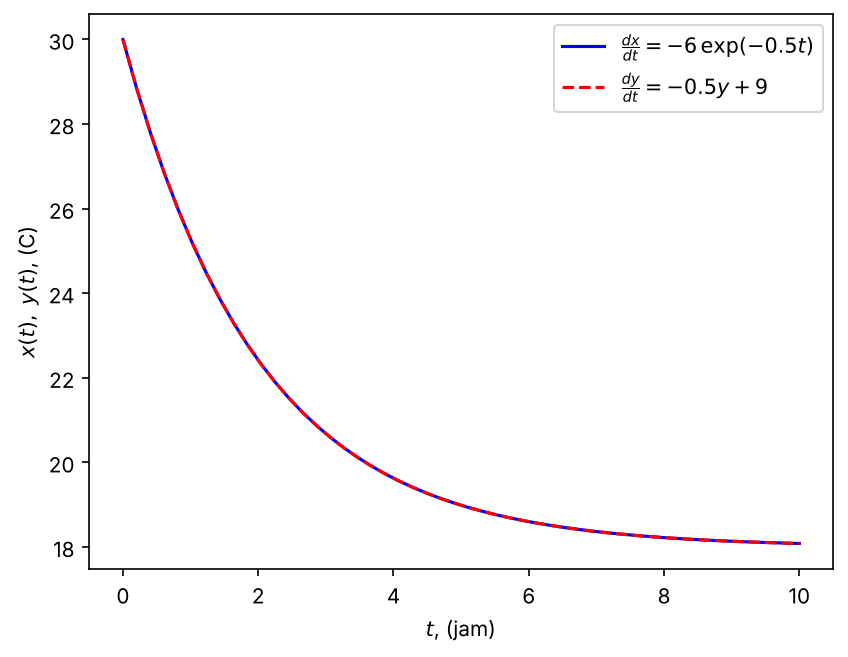 30
28
26
24
22
20
18
x(t), y(t), (C)
dx/dt = −6 exp(−0.5t)
dy/dt = −0.5y + 9
0 2 4 6 8 10
t, (jam)